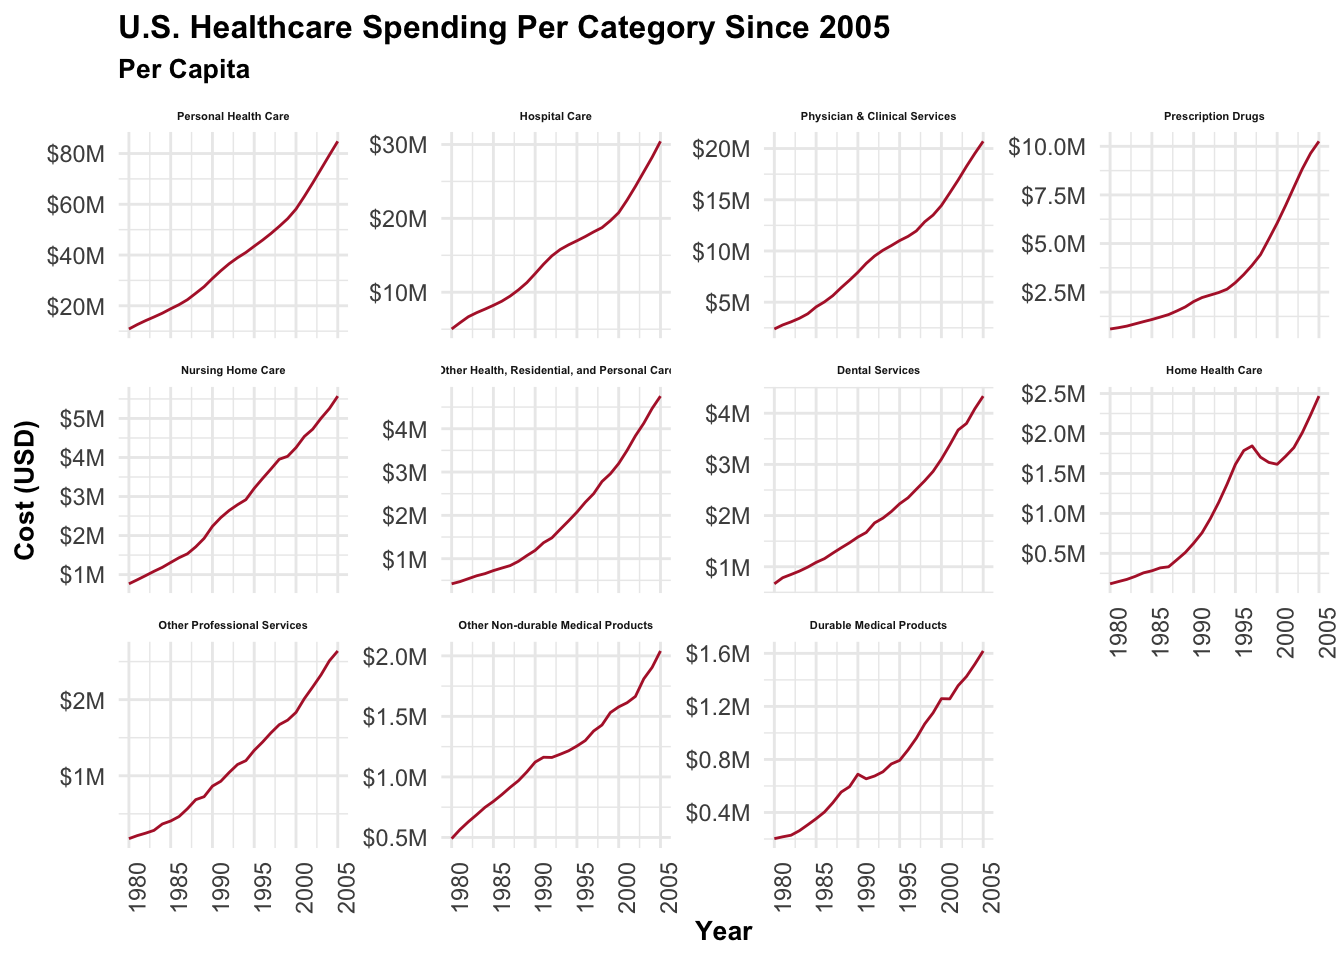 U.S. Healthcare Spending Per Category Since 2005
Per Capita
Personal Health Care
$80M
$60M
$40M
$20M
Hospital Care
$30M
$20M
$10M
Physician & Clinical Services
$20M
$15M
$10M
$5M
Prescription Drugs
$10.0M
$7.5M
$5.0M
$2.5M
Cost (USD)
Nursing Home Care
$5M
$4M
$3M
$2M
$1M
Other Health, Residential, and Personal Care
$4M
$3M
$2M
$1M
Dental Services
$4M
$3M
$2M
$1M
Home Health Care
$2.5M
$2.0M
$1.5M
$1.0M
$0.5M
1980 1985 1990 1995 2000 2005
Other Professional Services
$2M
$1M
1980 1985 1990 1995 2000 2005
Other Non-durable Medical Products
$2.0M
$1.5M
$1.0M
$0.5M
1980 1985 1990 1995 2000 2005
Durable Medical Products
$1.6M
$1.2M
$0.8M
$0.4M
1980 1985 1990 1995 2000 2005
Year